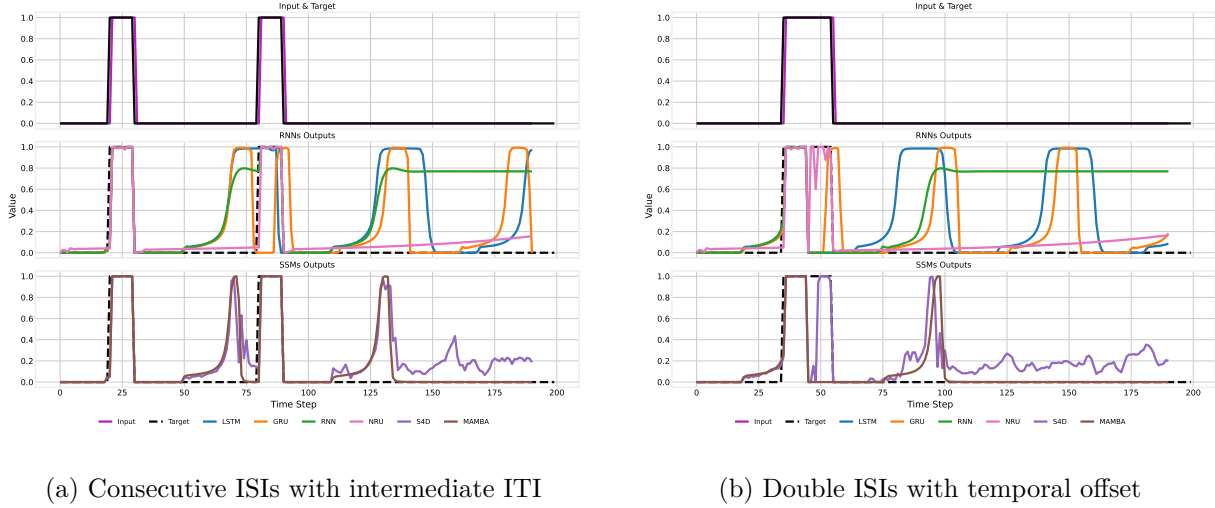 Input & Target
1.0
0.8
0.6
0.4
0.2
0.0
RNNs Outputs
1.0
0.8
0.6
0.4
0.2
0.0
Value
SSMs Outputs
1.0
0.8
0.6
0.4
0.2
0.0
0 25 50 75 100 125 150 175 200
Time Step
Input Target LSTM GRU RNN NRU S4D MAMBA
(a) Consecutive ISIs with intermediate ITI
Input & Target
1.0
0.8
0.6
0.4
0.2
0.0
RNNs Outputs
1.0
0.8
0.6
0.4
0.2
0.0
Value
SSMs Outputs
1.0
0.8
0.6
0.4
0.2
0.0
0 25 50 75 100 125 150 175 200
Time Step
Input Target LSTM GRU RNN NRU S4D MAMBA
(b) Double ISIs with temporal offset